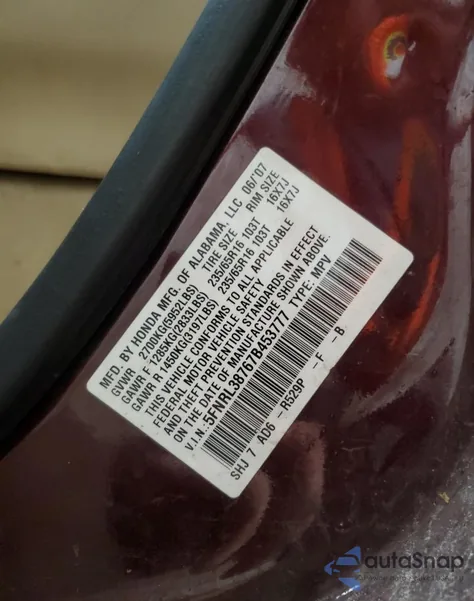 MFD. BY HONDA MFG. OF ALABAMA, LLC 06/'07
GVWR 2700KG(5952LBS) TIRE SIZE RIM SIZE
GAWR F 1285KG(2833LBS) 235/65R16 103T 16X7J
GAWR R 1450KG(3197LBS) 235/65R16 103T 16X7J
THIS VEHICLE CONFORMS TO ALL APPLICABLE
FEDERAL MOTOR VEHICLE SAFETY
AND THEFT PREVENTION STANDARDS IN EFFECT
ON THE DATE OF MANUFACTURE SHOWN ABOVE.
V.I.N.:5FNRL38767B453777 TYPE: MPV
SHJ 7 AD6 -R529P -F -B
autoSnap